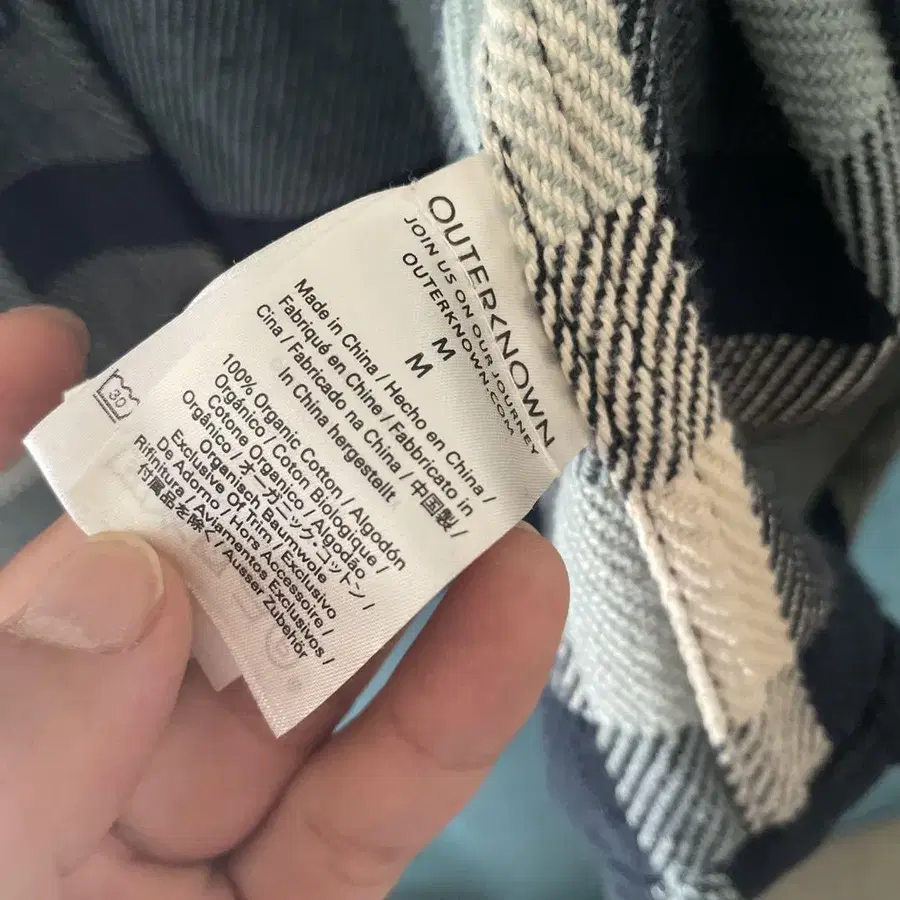 OUTERKNOWN
JOIN US ON OUR JOURNEY
OUTERKNOWN.COM
M
M
Made in China / Hecho en China /
Fabriqué en Chine / Fabbricato in
Cina / Fabricado na China / 中国製 /
In China hergestellt
100% Organic Cotton / Algodón
Orgánico / Coton Biologique /
Cotone Organico / Algodão
Orgânico / オーガニック コットン /
Organisch Baumwole
Exclusive Of Trim / Exclusivo
De Adorno / Hors Accessoire /
Rifinitura / Aviamentos Exclusivos /
付属品を除く / Ausser Zubehör
30